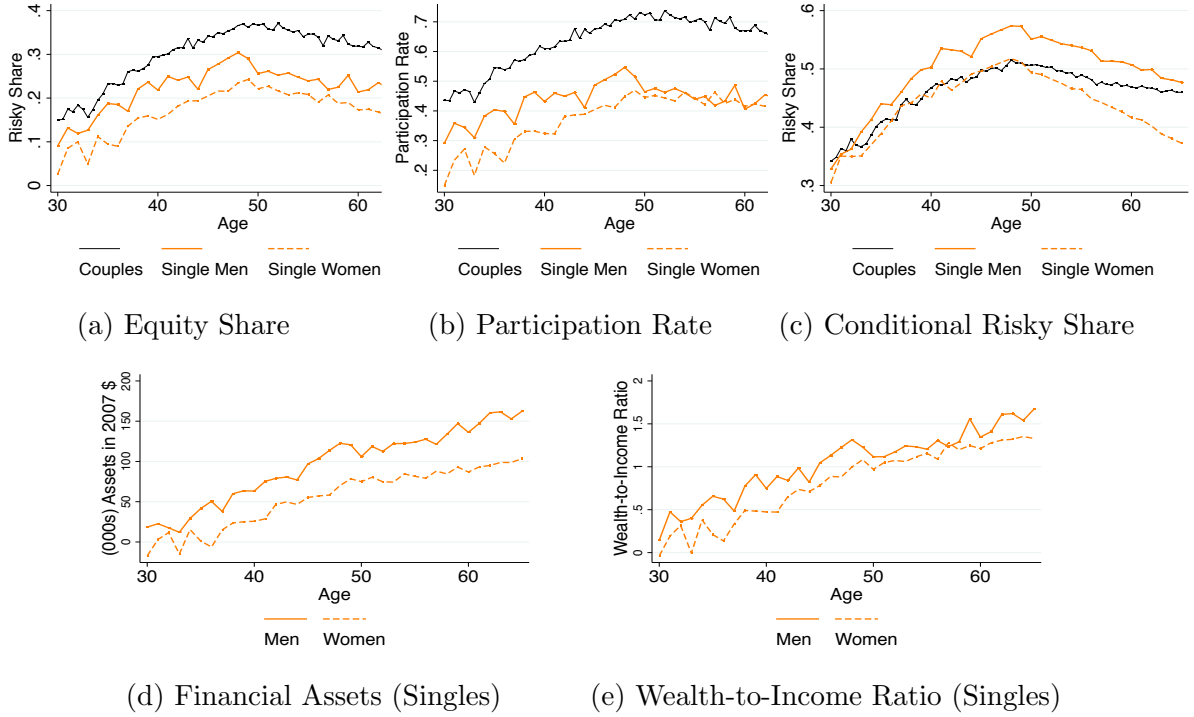 Risky Share
0 .1 .2 .3 .4
30 40 50 60
Age
Couples Single Men Single Women
(a) Equity Share
Participation Rate
.2 .3 .4 .5 .6 .7
30 40 50 60
Age
Couples Single Men Single Women
(b) Participation Rate
Risky Share
.3 .4 .5 .6
30 40 50 60
Age
Couples Single Men Single Women
(c) Conditional Risky Share
(000s) Assets in 2007 $
0 50 100 150 200
30 40 50 60
Age
Men Women
(d) Financial Assets (Singles)
Wealth-to-Income Ratio
0 .5 1 1.5 2
30 40 50 60
Age
Men Women
(e) Wealth-to-Income Ratio (Singles)